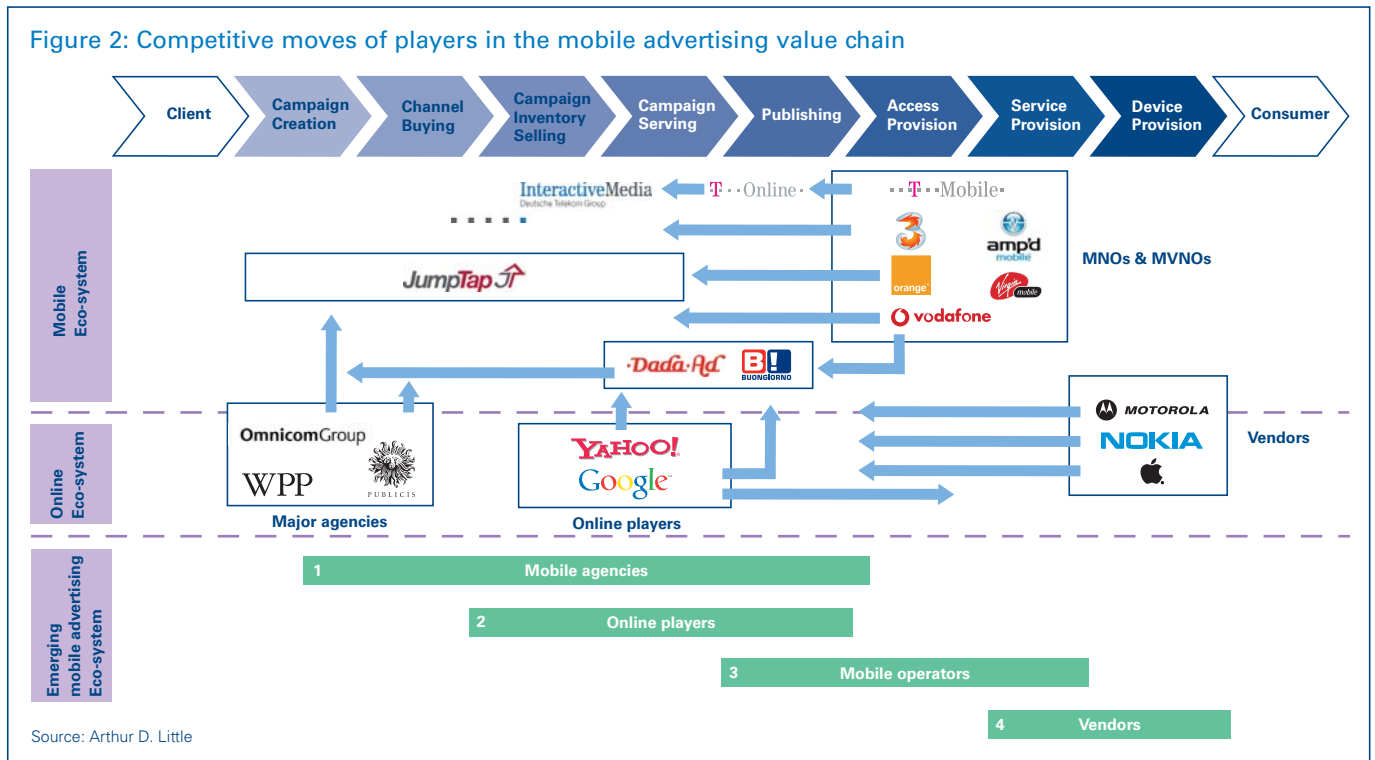 Figure 2: Competitive moves of players in the mobile advertising value chain
Client
Campaign
Creation
Channel
Buying
Campaign
Inventory
Selling
Campaign
Serving
Publishing
Access
Provision
Service
Provision
Device
Provision
Consumer
Mobile
Eco-system
InteractiveMedia
Deutsche Telekom Group
T··Online·
··T··Mobile·
3
amp'd
mobile
MNOs & MVNOs
JumpTap
orange™
Virgin
mobile
vodafone
·Dada·Ad
B!
BUONGIORNO
Online
Eco-system
OmnicomGroup
WPP
PUBLICIS
Major agencies
YAHOO!
Google™
Online players
MOTOROLA
NOKIA
Vendors
Emerging
mobile advertising
Eco-system
1 Mobile agencies
2 Online players
3 Mobile operators
4 Vendors
Source: Arthur D. Little